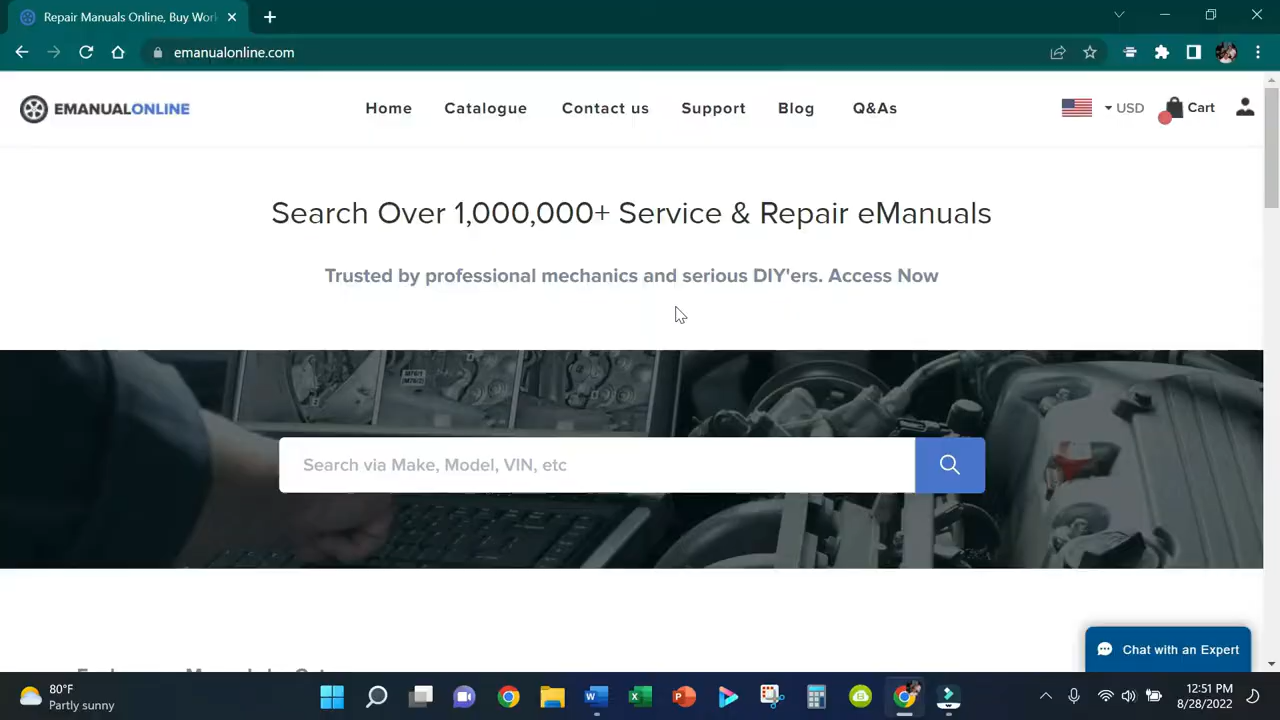 Repair Manuals Online, Buy Wor
emanualonline.com
EMANUALONLINE
Home
Catalogue
Contact us
Support
Blog
Q&As
USD
Cart
Search Over 1,000,000+ Service & Repair eManuals
Trusted by professional mechanics and serious DIY'ers. Access Now
Search via Make, Model, VIN, etc
Chat with an Expert
80°F
Partly sunny
12:51 PM
8/28/2022